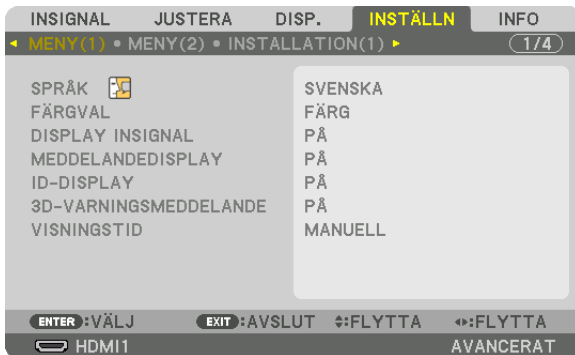 INSIGNAL JUSTERA DISP. INSTÄLLN INFO
MENY(1) • MENY(2) • INSTALLATION(1) 1/4
SPRÅK SVENSKA
FÄRGVAL FÄRG
DISPLAY INSIGNAL PÅ
MEDDELANDEDISPLAY PÅ
ID-DISPLAY PÅ
3D-VARNINGSMEDDELANDE PÅ
VISNINGSTID MANUELL
ENTER :VÄLJ EXIT :AVSLUT :FLYTTA :FLYTTA
HDMI1 AVANCERAT